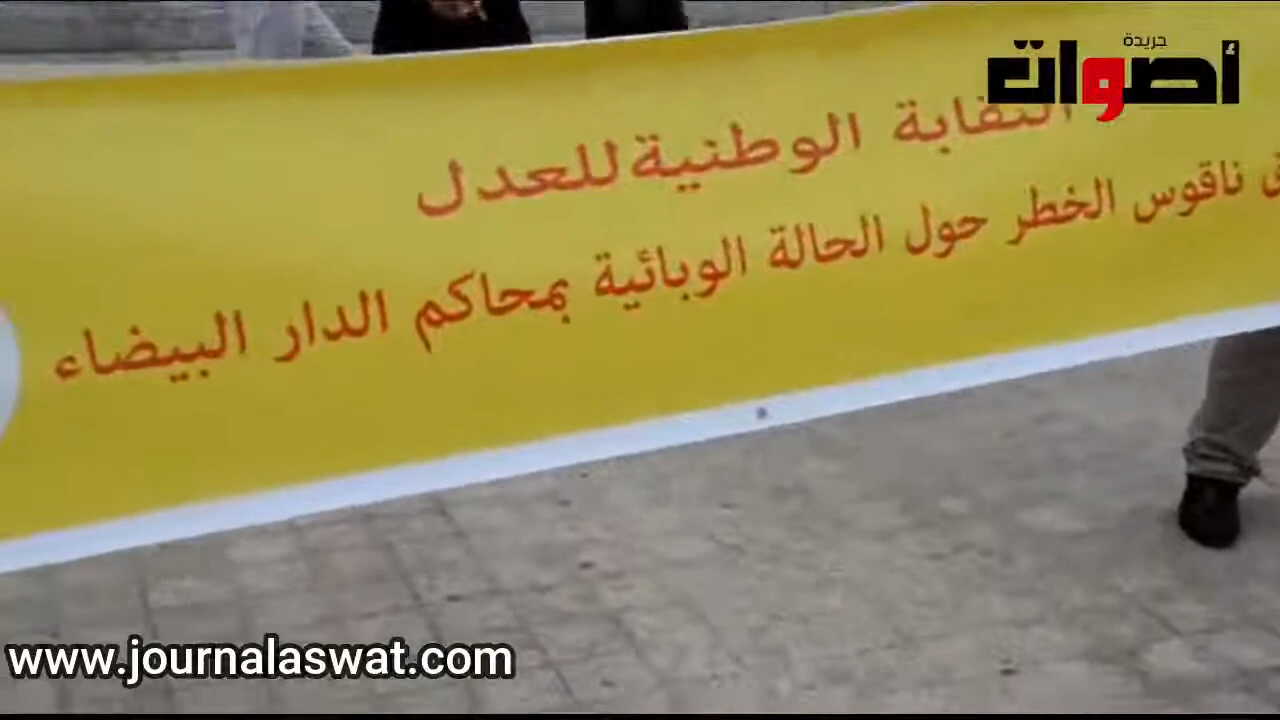 جريدة
أصوات
النقابة الوطنية للعدل
ناقوس الخطر حول الحالة الوبائية بمحاكم الدار البيضاء
www.journalaswat.com